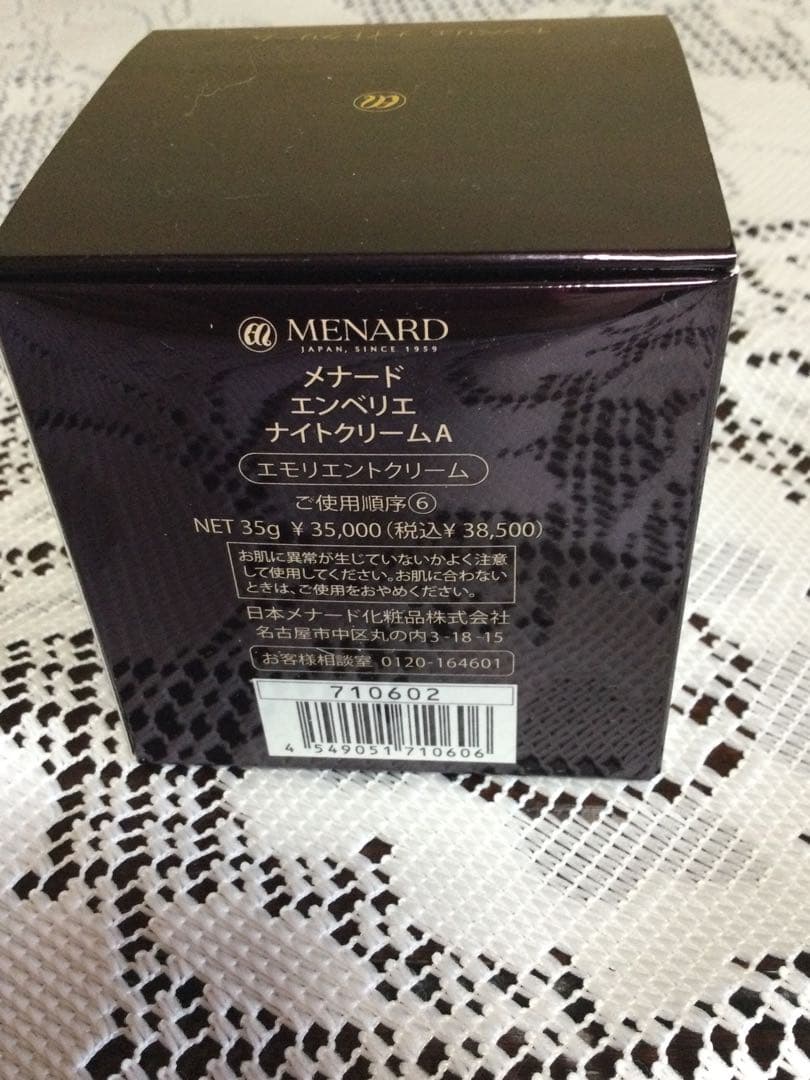 MENARD
JAPAN, SINCE 1959
メナード
エンベリエ
ナイトクリームA
エモリエントクリーム
ご使用順序⑥
NET 35g ¥35,000(税込¥38,500)
お肌に異常が生じていないかよく注意
して使用してください。お肌に合わない
ときは、ご使用をおやめください。
日本メナード化粧品株式会社
名古屋市中区丸の内3-18-15
お客様相談室 0120-164601
710602
4 549051 710606